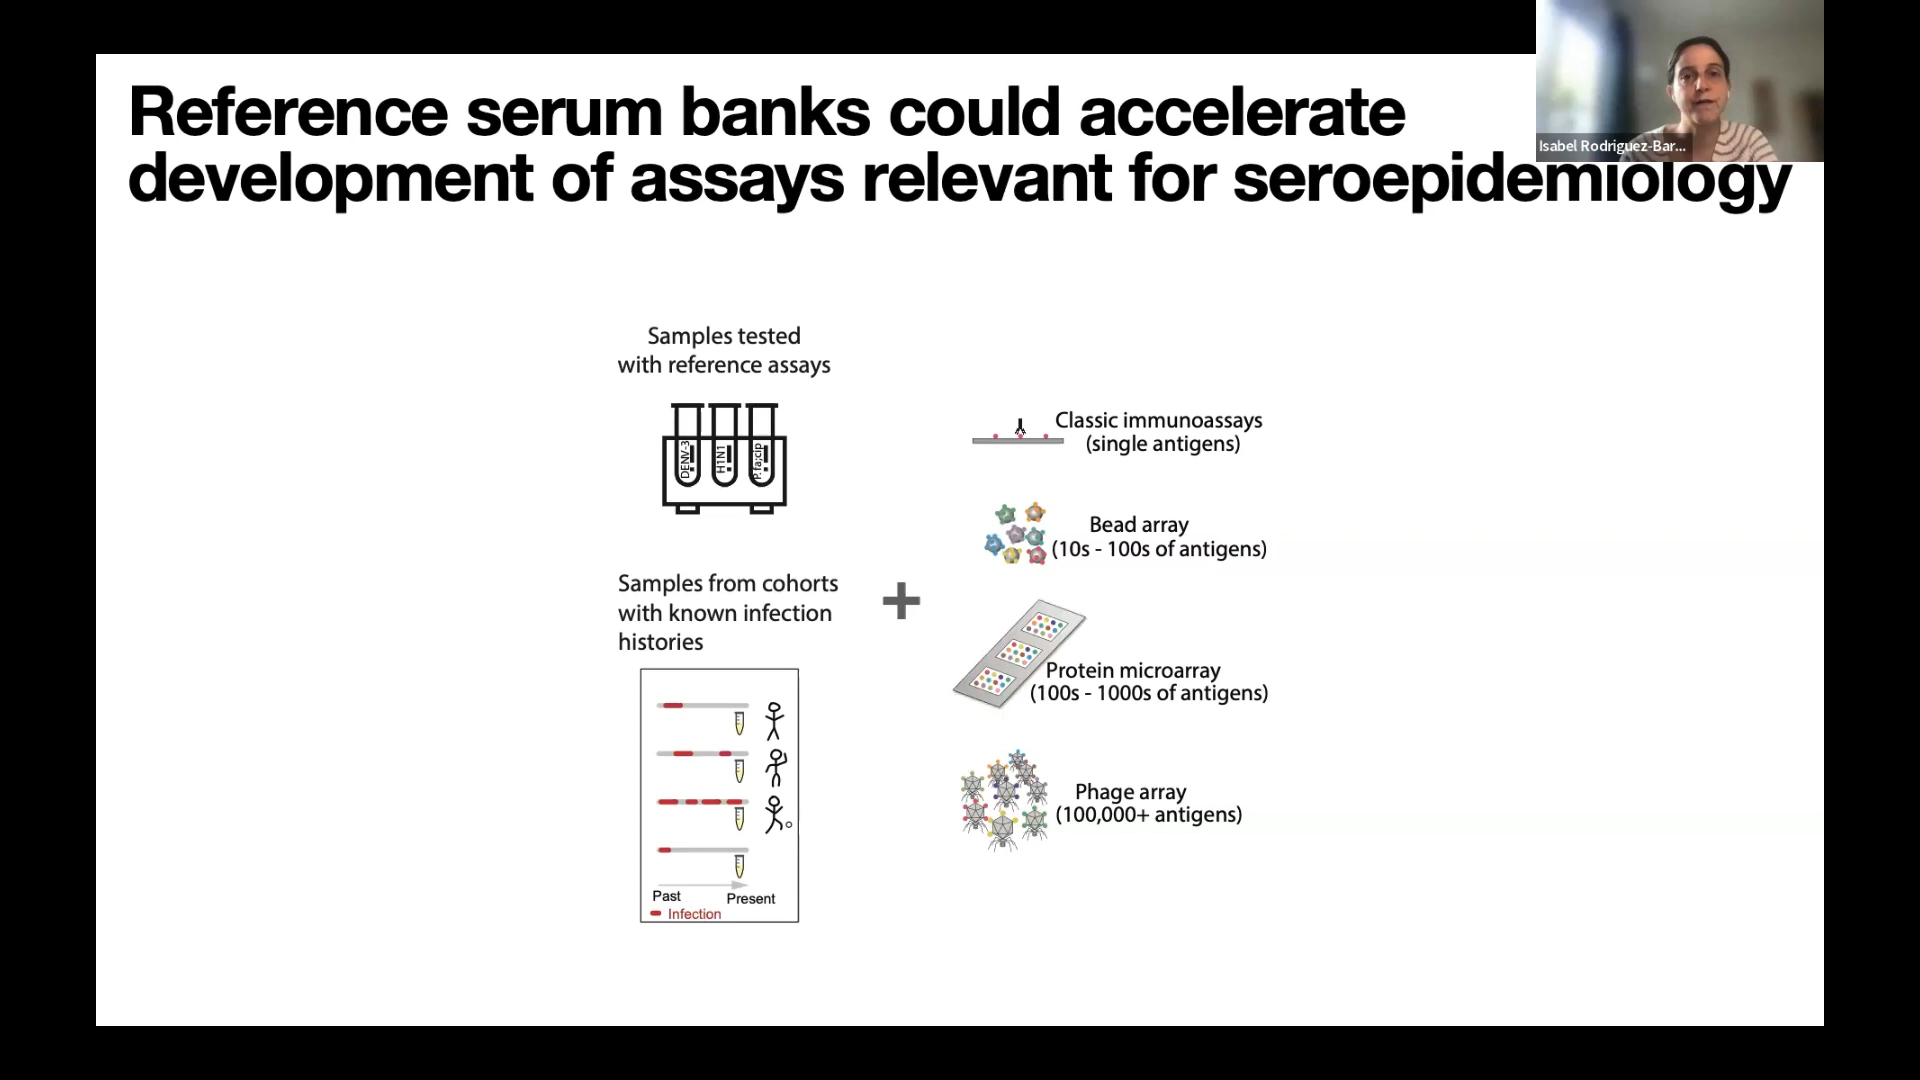 Reference serum banks could accelerate
development of assays relevant for seroepidemiology
Isabel Rodriguez-Bar...
Samples tested
with reference assays
DENV-3
H1N1
Samples from cohorts
with known infection
histories
Past
Present
Infection
+
Classic immunoassays
(single antigens)
Bead array
(10s - 100s of antigens)
Protein microarray
(100s - 1000s of antigens)
Phage array
(100,000+ antigens)